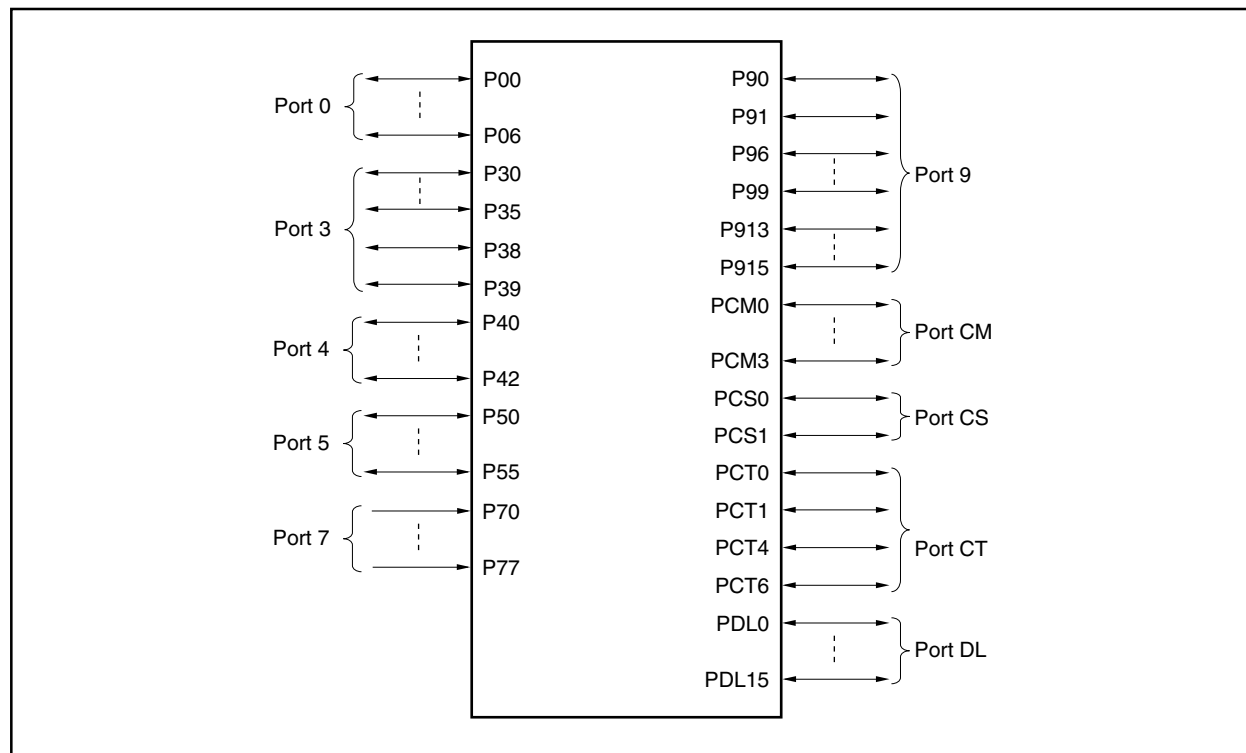 Port 0
P00
P06
Port 3
P30
P35
P38
P39
Port 4
P40
P42
Port 5
P50
P55
Port 7
P70
P77
P90
P91
P96
P99
P913
P915
Port 9
PCM0
PCM3
Port CM
PCS0
PCS1
Port CS
PCT0
PCT1
PCT4
PCT6
Port CT
PDL0
PDL15
Port DL